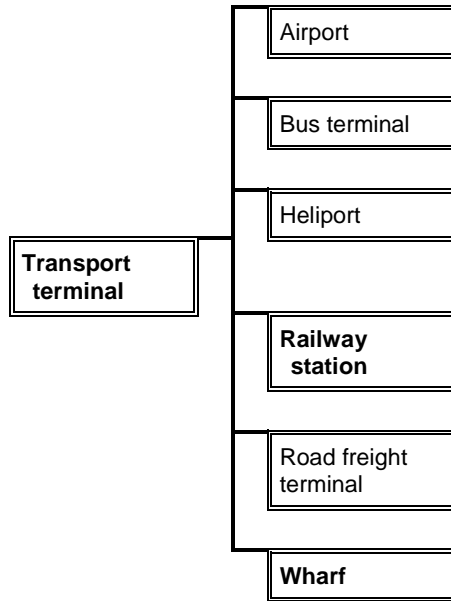 Airport
Bus terminal
Heliport
Transport
terminal
Railway
station
Road freight
terminal
Wharf